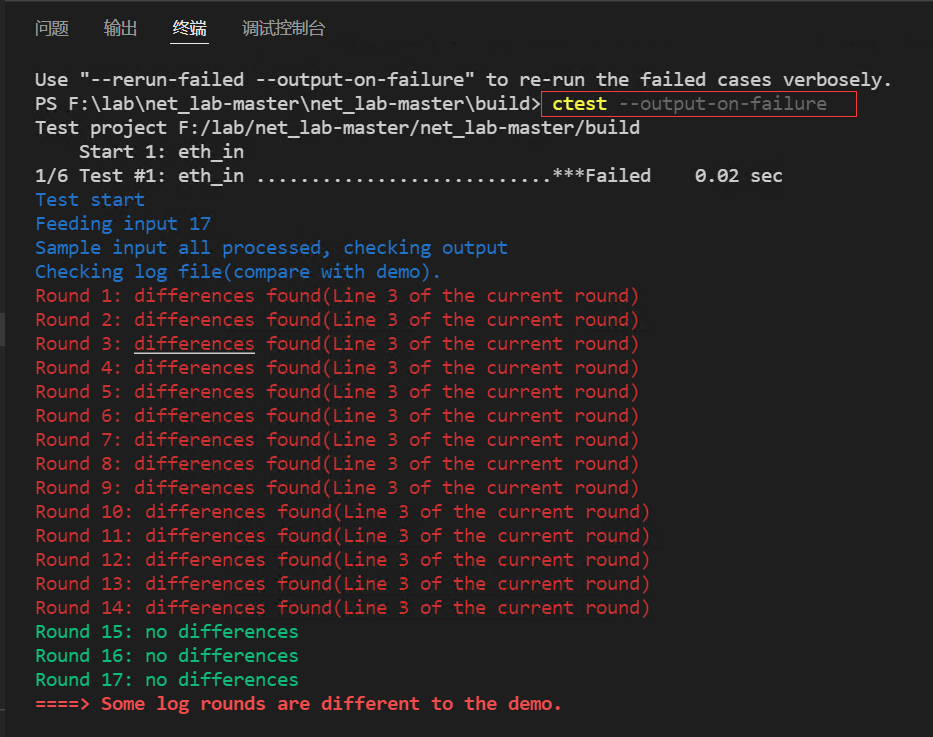 问题 输出 终端 调试控制台
Use "--rerun-failed --output-on-failure" to re-run the failed cases verbosely.
PS F:\lab\net_lab-master\net_lab-master\build> ctest --output-on-failure
Test project F:/lab/net_lab-master/net_lab-master/build
    Start 1: eth_in
1/6 Test #1: eth_in ...........................***Failed    0.02 sec
Test start
Feeding input 17
Sample input all processed, checking output
Checking log file(compare with demo).
Round 1: differences found(Line 3 of the current round)
Round 2: differences found(Line 3 of the current round)
Round 3: differences found(Line 3 of the current round)
Round 4: differences found(Line 3 of the current round)
Round 5: differences found(Line 3 of the current round)
Round 6: differences found(Line 3 of the current round)
Round 7: differences found(Line 3 of the current round)
Round 8: differences found(Line 3 of the current round)
Round 9: differences found(Line 3 of the current round)
Round 10: differences found(Line 3 of the current round)
Round 11: differences found(Line 3 of the current round)
Round 12: differences found(Line 3 of the current round)
Round 13: differences found(Line 3 of the current round)
Round 14: differences found(Line 3 of the current round)
Round 15: no differences
Round 16: no differences
Round 17: no differences
====> Some log rounds are different to the demo.